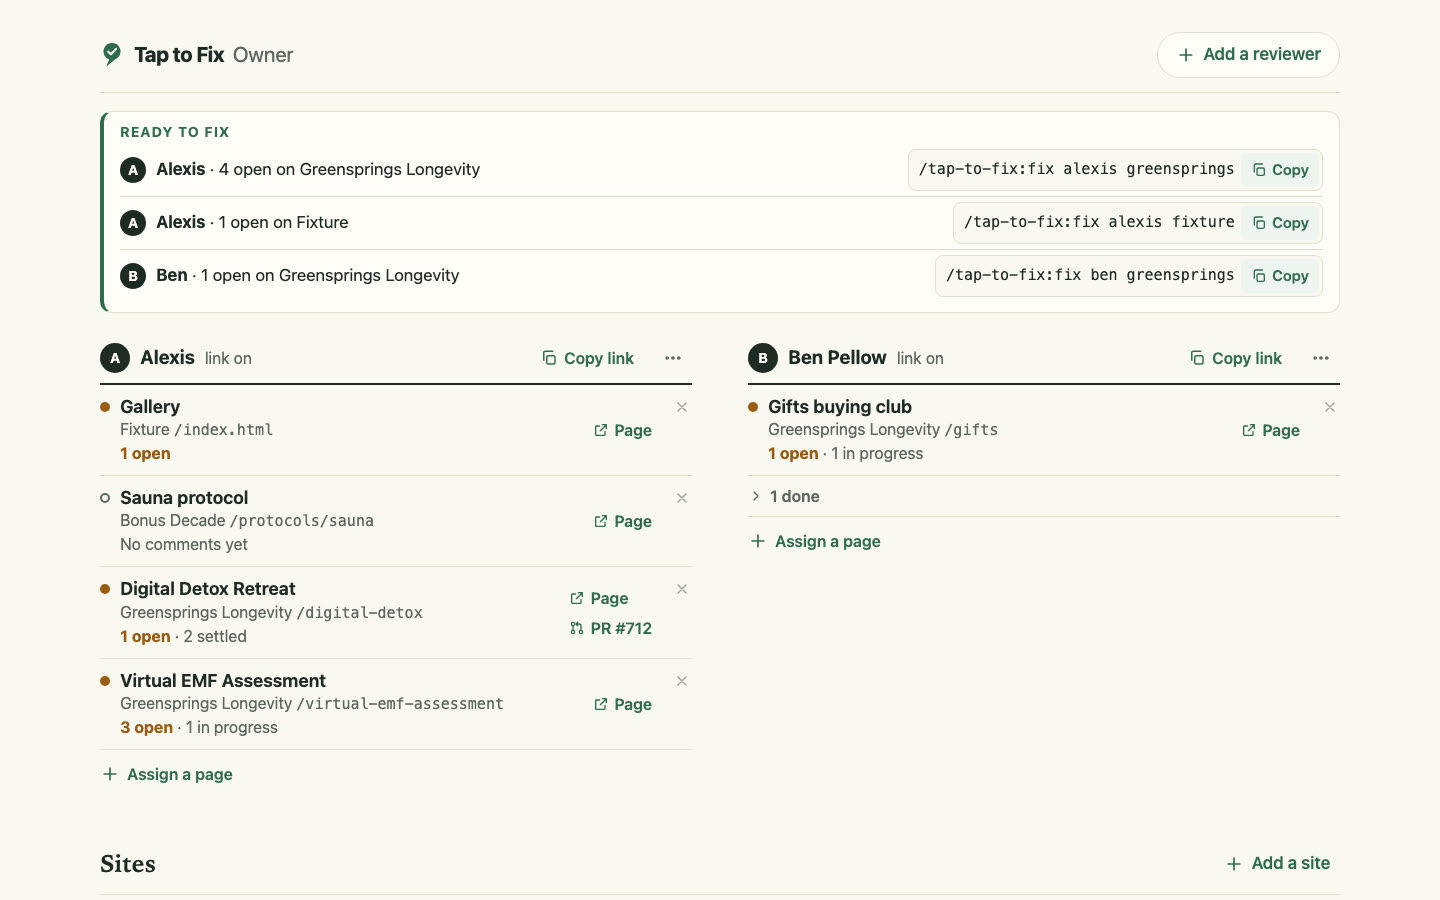 Tap to Fix Owner
Add a reviewer
READY TO FIX
A Alexis · 4 open on Greensprings Longevity /tap-to-fix:fix alexis greensprings Copy
A Alexis · 1 open on Fixture /tap-to-fix:fix alexis fixture Copy
B Ben · 1 open on Greensprings Longevity /tap-to-fix:fix ben greensprings Copy
A Alexis link on Copy link
Gallery
Fixture /index.html Page
1 open
Sauna protocol
Bonus Decade /protocols/sauna Page
No comments yet
Digital Detox Retreat
Page
Greensprings Longevity /digital-detox
PR #712
1 open · 2 settled
Virtual EMF Assessment
Greensprings Longevity /virtual-emf-assessment Page
3 open · 1 in progress
Assign a page
B Ben Pellow link on Copy link
Gifts buying club
Greensprings Longevity /gifts Page
1 open · 1 in progress
1 done
Assign a page
Sites
Add a site